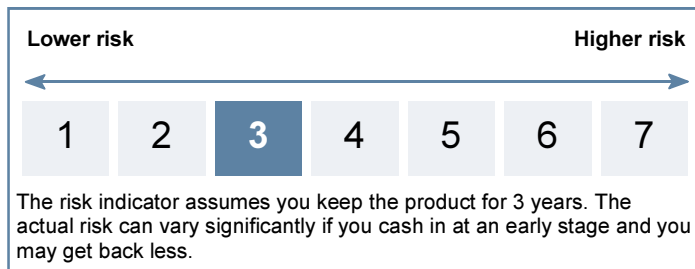 Lower risk Higher risk
1 2 3 4 5 6 7
The risk indicator assumes you keep the product for 3 years. The
actual risk can vary significantly if you cash in at an early stage and you
may get back less.